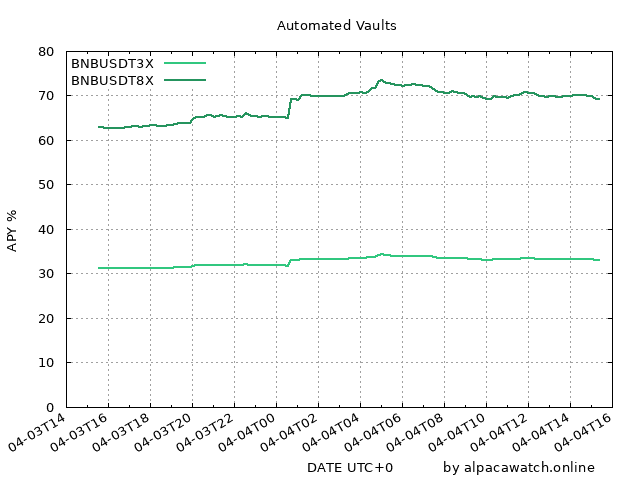 Automated Vaults
BNBUSDT3X
BNBUSDT8X
80
70
60
50
40
30
20
10
0
APY %
04-03T14
04-03T16
04-03T18
04-03T20
04-03T22
04-04T00
04-04T02
04-04T04
04-04T06
04-04T08
04-04T10
04-04T12
04-04T14
04-04T16
DATE UTC+0
by alpacawatch.online